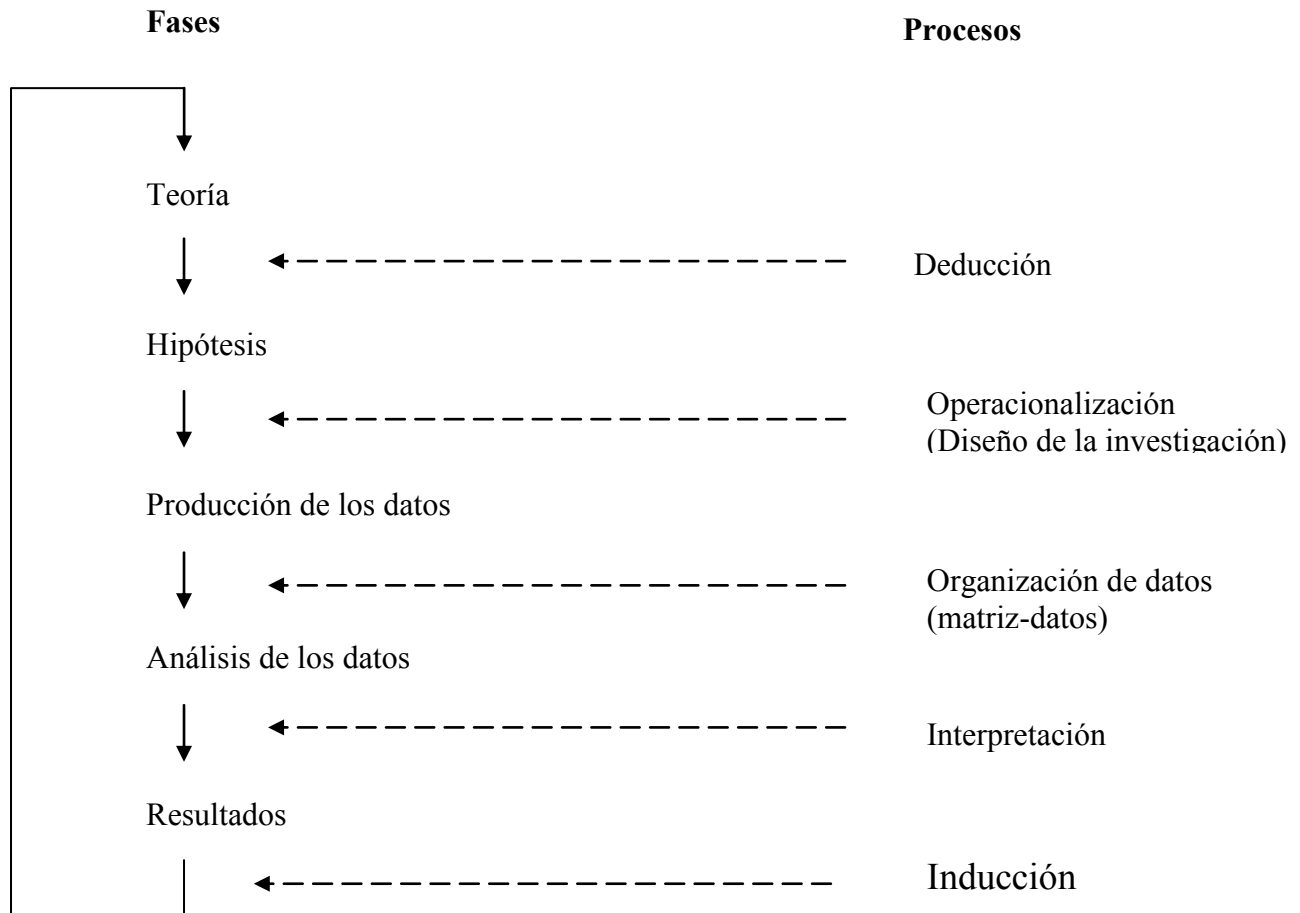 Fases
Procesos
Teoría
Deducción
Hipótesis
Operacionalización
(Diseño de la investigación)
Producción de los datos
Organización de datos
(matriz-datos)
Análisis de los datos
Interpretación
Resultados
Inducción